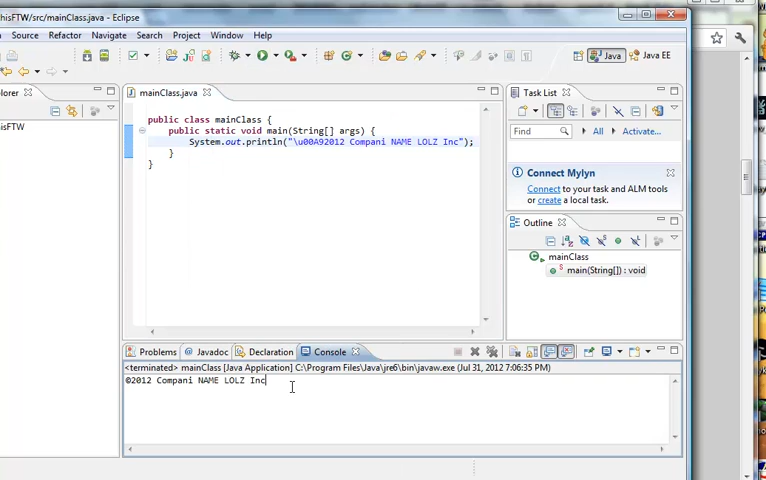 hisFTW/src/mainClass.java - Eclipse
Source Refactor Navigate Search Project Run Window Help
Java Java EE
plorer
mainClass.java
Task List
isFTW
Find All Activate...
public class mainClass {
public static void main(String[] args) {
System.out.println("\u00A92012 Compani NAME LOLZ Inc");
}
}
Connect Mylyn
Connect to your task and ALM tools
or create a local task.
Outline
mainClass
main(String[]) : void
Problems Javadoc Declaration Console
<terminated> mainClass [Java Application] C:\Program Files\Java\jre6\bin\javaw.exe (Jul 31, 2012 7:06:35 PM)
©2012 Compani NAME LOLZ Inc